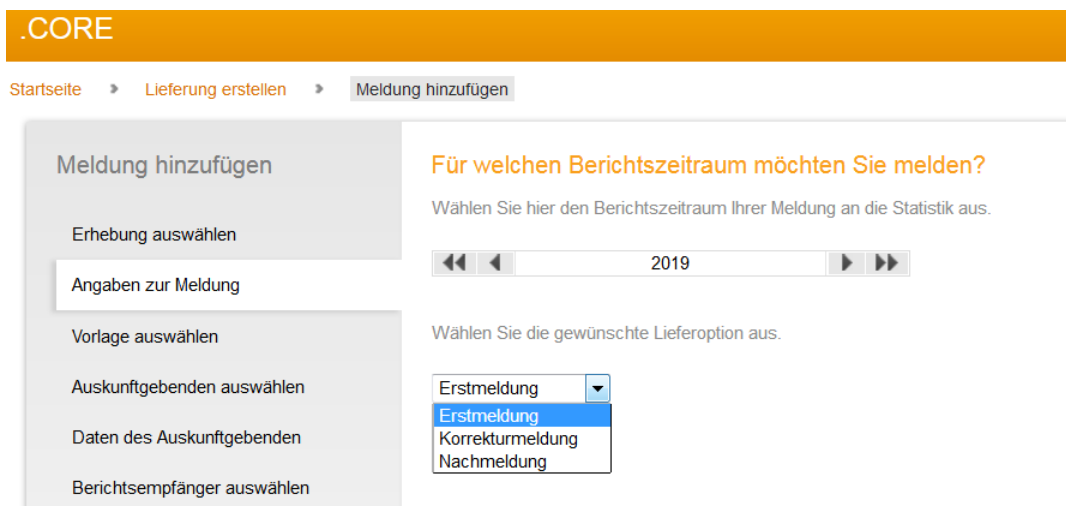 .CORE
Startseite Lieferung erstellen Meldung hinzufügen
Meldung hinzufügen
Erhebung auswählen
Angaben zur Meldung
Vorlage auswählen
Auskunftgebenden auswählen
Daten des Auskunftgebenden
Berichtsempfänger auswählen
Für welchen Berichtszeitraum möchten Sie melden?
Wählen Sie hier den Berichtszeitraum Ihrer Meldung an die Statistik aus.
2019
Wählen Sie die gewünschte Lieferoption aus.
Erstmeldung
Erstmeldung
Korrekturmeldung
Nachmeldung